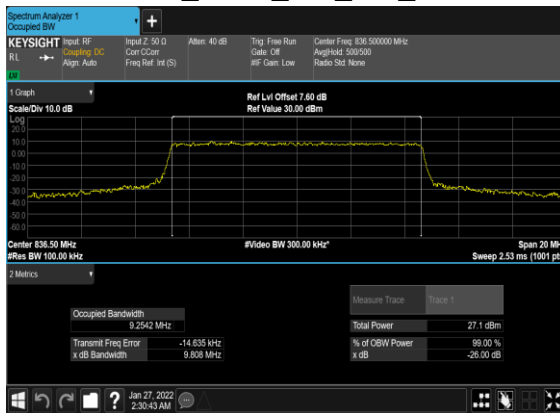 Spectrum Analyzer 1
Occupied BW
KEYSIGHT
RL
Input: RF
Coupling: DC
Align: Auto
Input Z: 50 Ω
Corr CCorr
Freq Ref: Int (S)
Atten: 40 dB
Trig: Free Run
Gate: Off
#IF Gain: Low
Center Freq: 836.500000 MHz
Avg|Hold: 500/500
Radio Std: None
1 Graph
Scale/Div 10.0 dB
Ref Lvl Offset 7.60 dB
Ref Value 30.00 dBm
Log
20.0
10.0
0.00
-10.0
-20.0
-30.0
-40.0
-50.0
-60.0
Center 836.50 MHz
#Res BW 100.00 kHz
#Video BW 300.00 kHz*
Span 20 MH
Sweep 2.53 ms (1001 pts
2 Metrics
Measure Trace Trace 1
Occupied Bandwidth
9.2542 MHz
Total Power 27.1 dBm
Transmit Freq Error -14.635 kHz
% of OBW Power 99.00 %
x dB Bandwidth 9.808 MHz
x dB -26.00 dB
Jan 27, 2022
2:30:43 AM